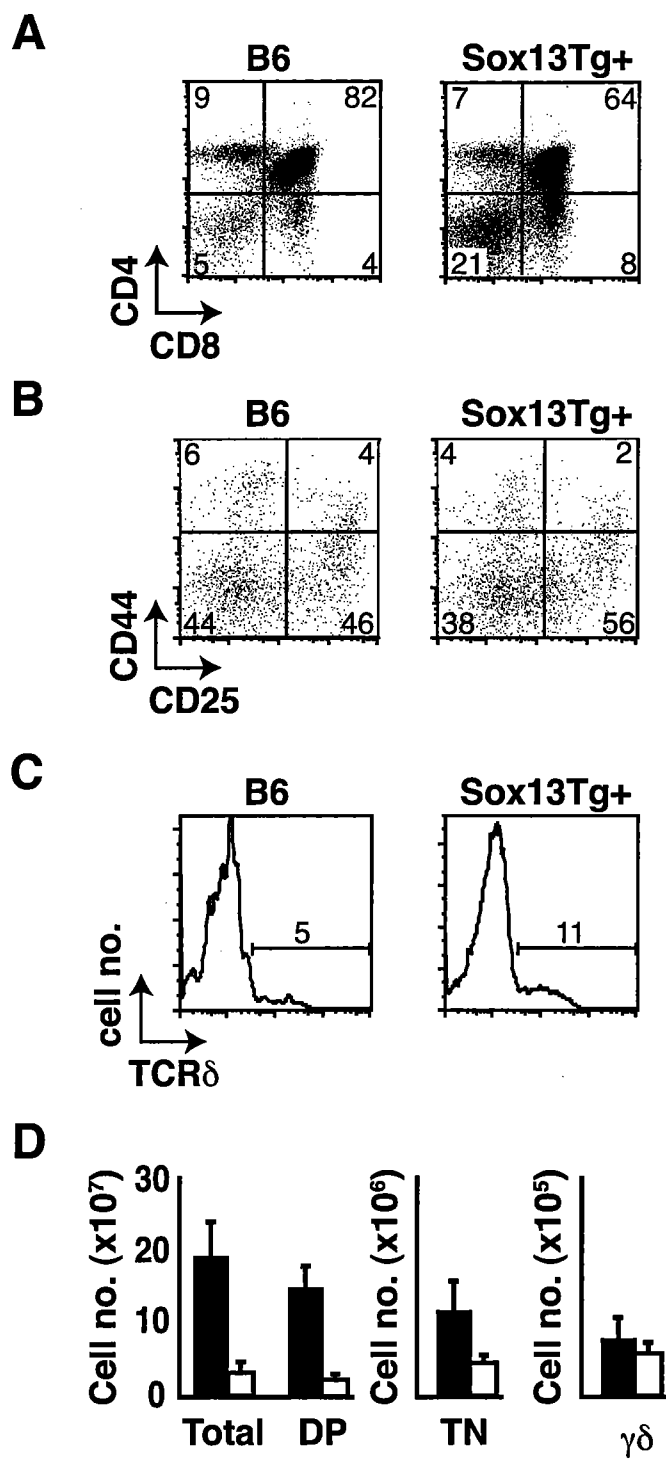 A
B6 Sox13Tg+
9 82 7 64
5 4 21 8
CD4
CD8
B
B6 Sox13Tg+
6 4 4 2
44 46 38 56
CD44
CD25
C
B6 Sox13Tg+
5 11
cell no.
TCRδ
D
Cell no. (x10⁷)
30
20
10
0
Total DP
Cell no. (x10⁶)
TN
Cell no. (x10⁵)
γδ